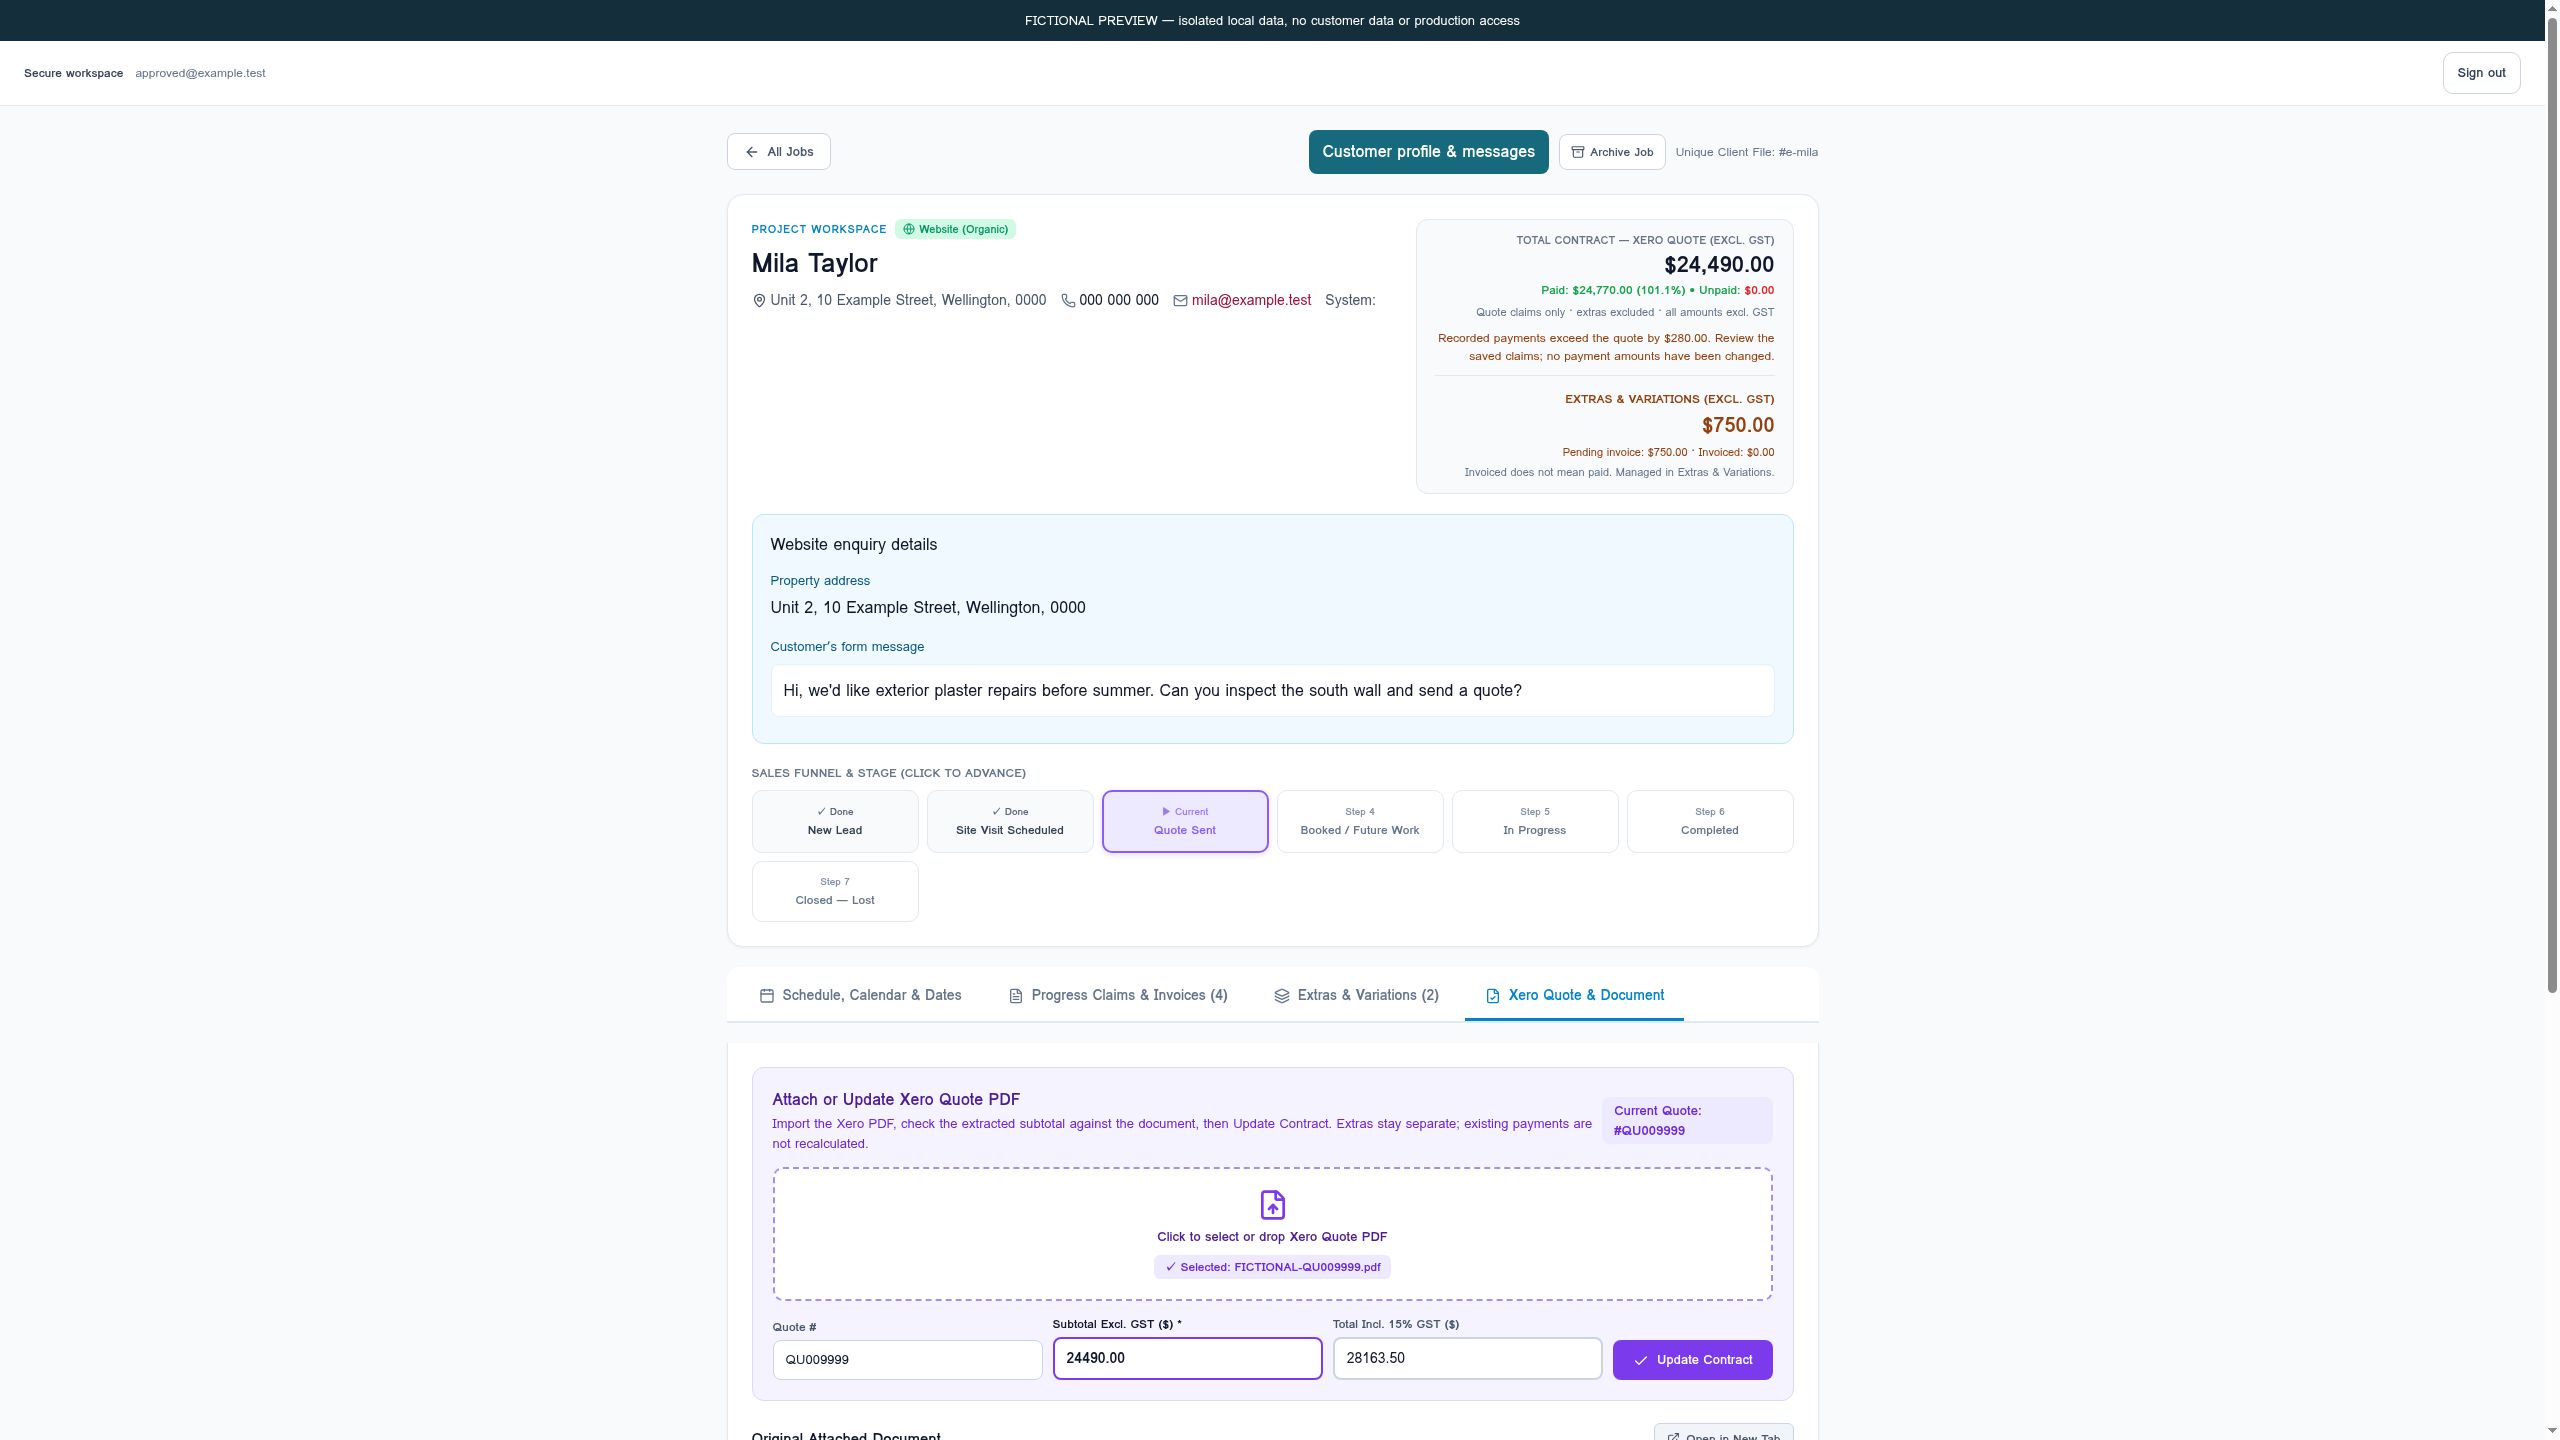 FICTIONAL PREVIEW — isolated local data, no customer data or production access
Secure workspace approved@example.test
Sign out
All Jobs
Customer profile & messages
Archive Job
Unique Client File: #e-mila
PROJECT WORKSPACE
Website (Organic)
Mila Taylor
Unit 2, 10 Example Street, Wellington, 0000 000 000 000 mila@example.test System:
TOTAL CONTRACT — XERO QUOTE (EXCL. GST)
$24,490.00
Paid: $24,770.00 (101.1%) • Unpaid: $0.00
Quote claims only · extras excluded · all amounts excl. GST
Recorded payments exceed the quote by $280.00. Review the
saved claims; no payment amounts have been changed.
EXTRAS & VARIATIONS (EXCL. GST)
$750.00
Pending invoice: $750.00 · Invoiced: $0.00
Invoiced does not mean paid. Managed in Extras & Variations.
Website enquiry details
Property address
Unit 2, 10 Example Street, Wellington, 0000
Customer's form message
Hi, we'd like exterior plaster repairs before summer. Can you inspect the south wall and send a quote?
SALES FUNNEL & STAGE (CLICK TO ADVANCE)
✓ Done
New Lead
✓ Done
Site Visit Scheduled
▶ Current
Quote Sent
Step 4
Booked / Future Work
Step 5
In Progress
Step 6
Completed
Step 7
Closed — Lost
Schedule, Calendar & Dates
Progress Claims & Invoices (4)
Extras & Variations (2)
Xero Quote & Document
Attach or Update Xero Quote PDF
Import the Xero PDF, check the extracted subtotal against the document, then Update Contract. Extras stay separate; existing payments are
not recalculated.
Current Quote:
#QU009999
Click to select or drop Xero Quote PDF
✓ Selected: FICTIONAL-QU009999.pdf
Quote #
QU009999
Subtotal Excl. GST ($) *
24490.00
Total Incl. 15% GST ($)
28163.50
Update Contract
Original Attached Document
Open in New Tab